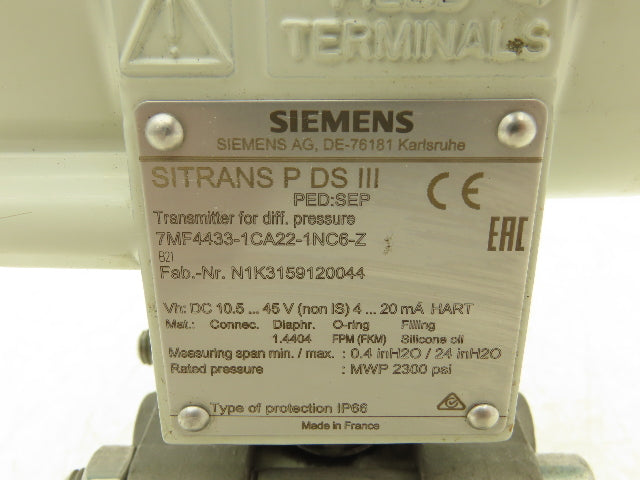 FIELD
TERMINALS
SIEMENS
SIEMENS AG, DE-76181 Karlsruhe
SITRANS P DS III
PED:SEP
CE
Transmitter for diff. pressure
7MF4433-1CA22-1NC6-Z
EAC
B21
Fab.-Nr. N1K3159120044
Vh: DC 10.5 ... 45 V (non IS) 4 ... 20 mA HART
Mat.: Connec. Diaphr. O-ring Filling
1.4404 FPM (FKM) Silicone oil
Measuring span min. / max. : 0.4 inH2O / 24 inH2O
Rated pressure : MWP 2300 psi
Type of protection IP66
Made in France